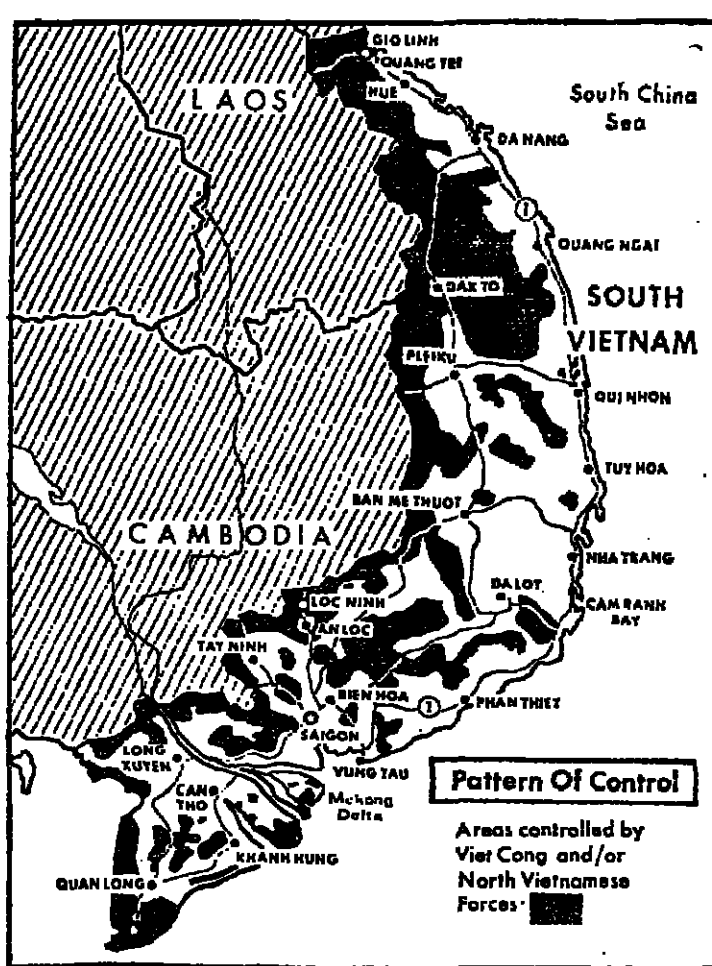 GIO LINH
QUANG TRI
HUE
LAOS
South China
Sea
DA NANG
1
QUANG NGAI
DAK TO
SOUTH
VIETNAM
PLEIKU
QUI NHON
TUY HOA
BAN ME THUOT
CAMBODIA
NHA TRANG
DA LOT
LOC NINH
CAM RANH
BAY
AN LOC
TAY NINH
BIEN HOA
1
PHAN THIET
SAIGON
LONG
XUYEN
VUNG TAU
CAN
THO
Mekong
Delta
KHANH HUNG
QUAN LONG
Pattern Of Control
Areas controlled by
Viet Cong and/or
North Vietnamese
Forces